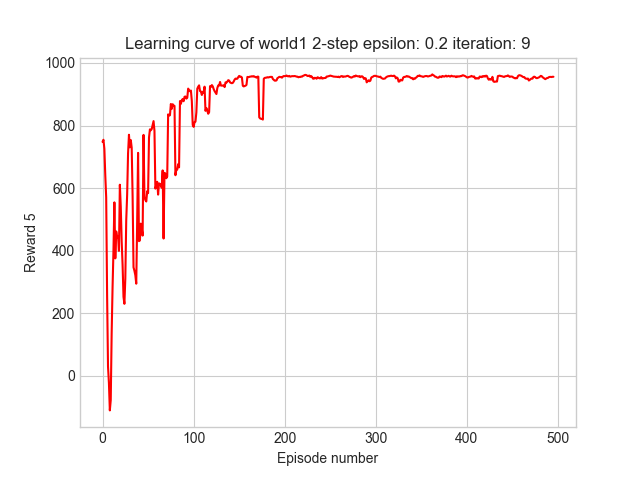 Learning curve of world1 2-step epsilon: 0.2 iteration: 9
1000
800
600
400
200
0
Reward 5
0 100 200 300 400 500
Episode number